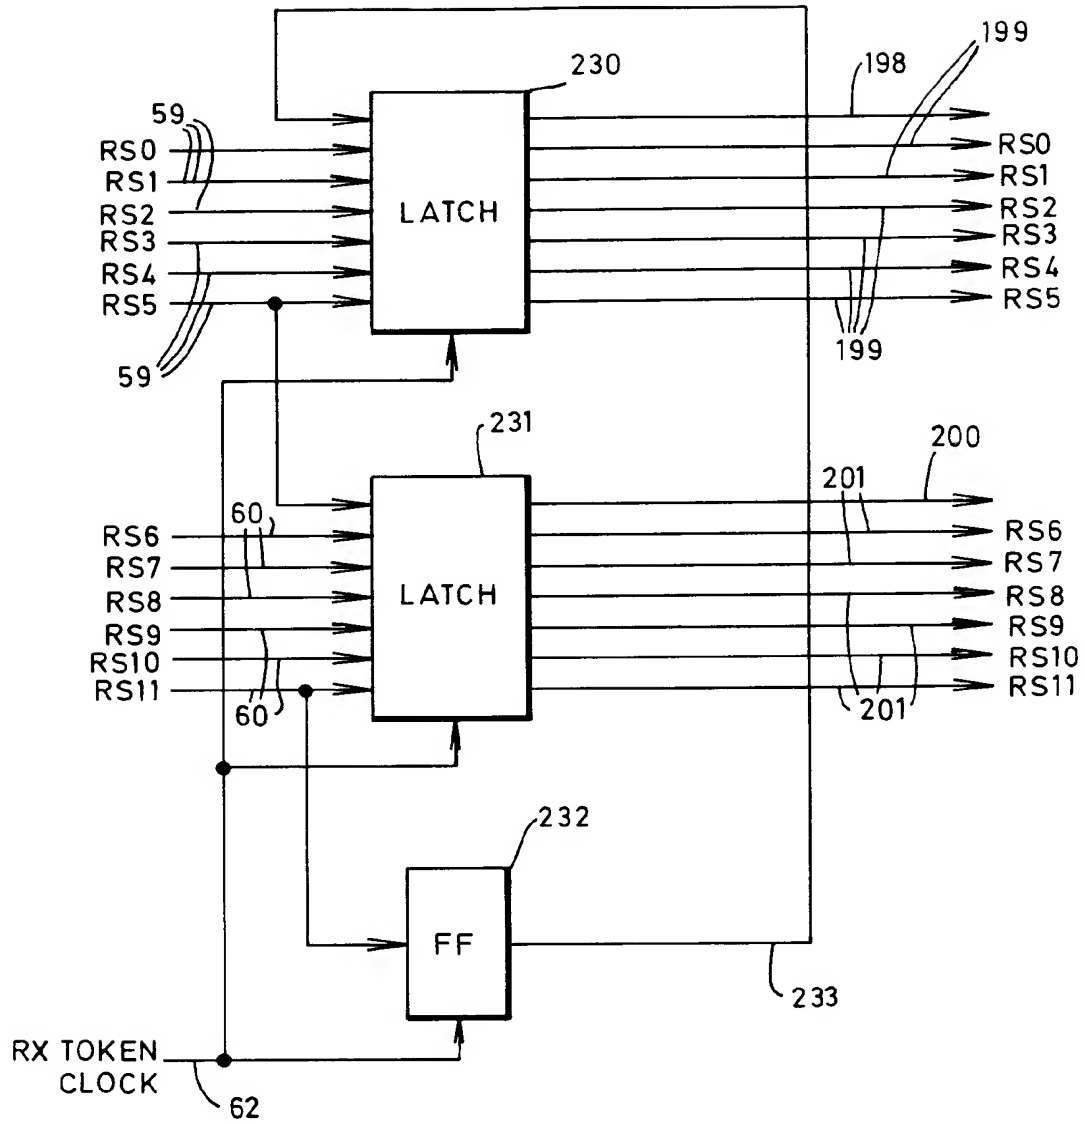 199
198
230
59
RS0
RS0
RS1
RS1
RS2
LATCH
RS2
RS3
RS3
RS4
RS4
RS5
RS5
199
59
231
200
201
60
RS6
RS6
RS7
RS7
RS8
LATCH
RS8
RS9
RS9
RS10
RS10
RS11
RS11
60
201
232
FF
233
RX TOKEN
CLOCK
62